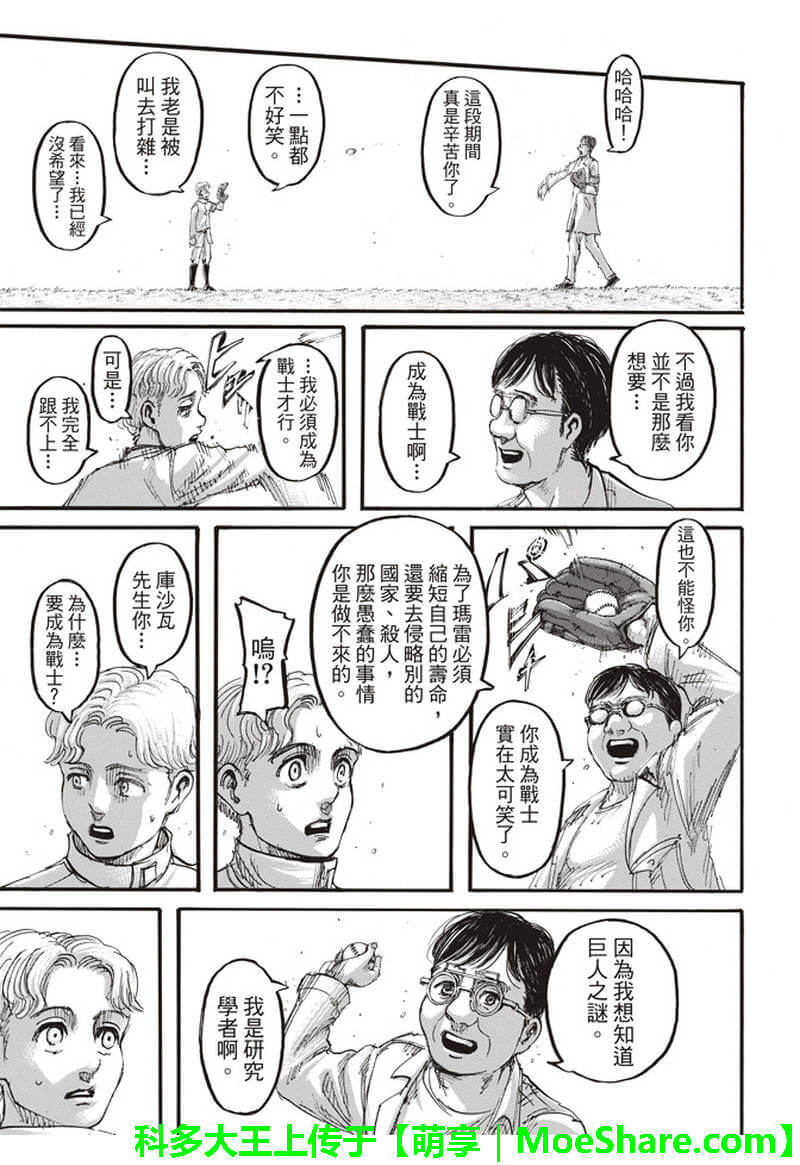 哈哈哈！
這段期間
真是辛苦你了。
…一點都
不好笑。
我老是被
叫去打雜…
看來…我已經
沒希望了…
不過我看你
並不是那麼
想要…
成為戰士啊…
…我必須成為
戰士才行。
可是…
我完全
跟不上…
這也不能怪你。
你成為戰士
實在太可笑了。
為了瑪雷必須
縮短自己的壽命，
還要去侵略別的
國家、殺人，
那麼愚蠢的事情
你是做不來的。
嗚!?
庫沙瓦
先生你…
為什麼…
要成為戰士？
因為我想知道
巨人之謎。
我是研究
學者啊。
科多大王上传于【萌享│MoeShare.com】